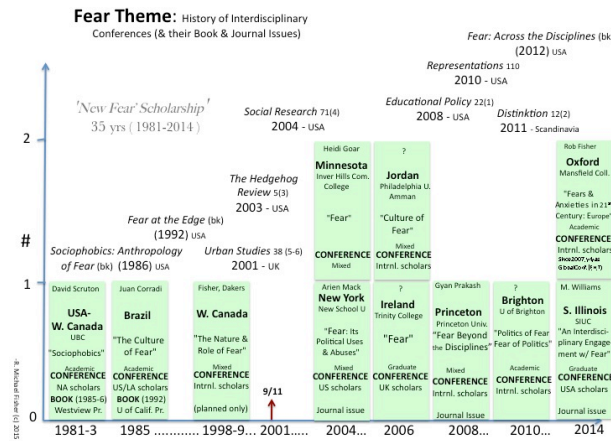 Fear Theme: History of Interdisciplinary
Conferences (& their Book & Journal Issues)
Fear: Across the Disciplines (bk
(2012) USA
Representations 110
2010 - USA
'New Fear' Scholarship'
35 yrs (1981-2014)
Social Research 71(4)
2004 - USA
Educational Policy 22(1)
2008 - USA
Distinktion 12(2)
2011 - Scandinavia
The Hedgehog
Review 5(3)
2003 - USA
Fear at the Edge (bk)
(1992) USA
Sociophobics: Anthropology
of Fear (bk) (1986) USA
Urban Studies 38 (5-6)
2001 - UK
2
#
1
0
Heidi Goar
Minnesota
Inver Hills Com.
College
"Fear"
CONFERENCE
Mixed
?
Jordan
Philadelphia U.
Amman
"Culture of
Fear"
Mixed
CONFERENCE
Intrnl. scholars
Rob Fisher
Oxford
Mansfield Coll.
"Fears &
Anxieties in 21st
Century: Europe"
Academic
CONFERENCE
Intrnl. scholars
David Scruton
USA-
W. Canada
UBC
"Sociophobics"
Academic
CONFERENCE
NA scholars
BOOK (1985-6)
Westview Pr.
Juan Corradi
Brazil
"The Culture
of Fear"
Academic
CONFERENCE
US/LA scholars
BOOK (1992)
U of Calif. Pr.
Fisher, Dakers
W. Canada
"The Nature &
Role of Fear"
Mixed
CONFERENCE
Intrnl. scholars
(planned only)
9/11
Arien Mack
New York
New School U
"Fear: Its
Political Uses
& Abuses"
Mixed
CONFERENCE
US scholars
Journal issue
?
Ireland
Trinity College
"Fear"
Graduate
CONFERENCE
UK scholars
Gyan Prakash
Princeton
Princeton Univ.
"Fear Beyond
the Disciplines"
Mixed
CONFERENCE
Intrnl. scholars
Journal Issue
?
Brighton
U of Brighton
"Politics of Fear
Fear of Politics"
Academic
CONFERENCE
Intrnl. scholars
M. Williams
S. Illinois
SIUC
"An Interdisci-
plinary Engage
ment w/ Fear"
Graduate
CONFERENCE
USA scholars
Journal issue
1981-3 1985 ........... 1998-9... 2001..... 2004... 2006 2008... 2010... 2014
-R. Michael Fisher (c) 2015